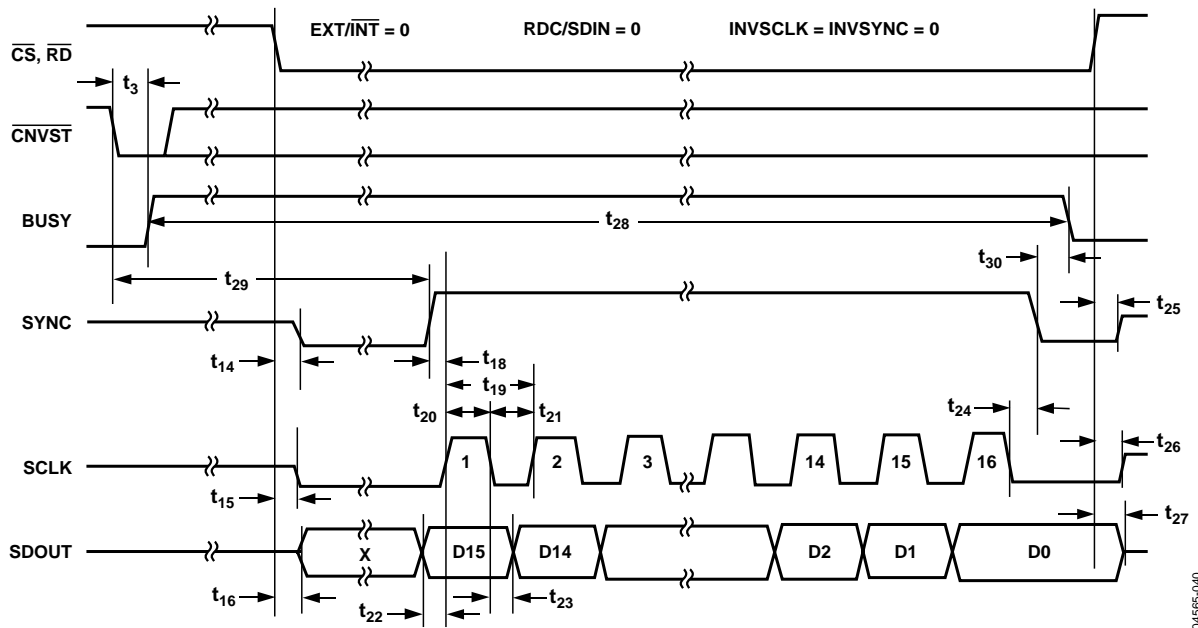 EXT/INT = 0 RDC/SDIN = 0 INVSCLK = INVSYNC = 0
CS, RD
t3
CNVST
BUSY
t28
t30
t29
t25
SYNC
t14
t18
t19
t20
t21
t24
t26
SCLK
1 2 3 14 15 16
t15
t27
SDOUT
X D15 D14 D2 D1 D0
t16
t22
t23
04565-040